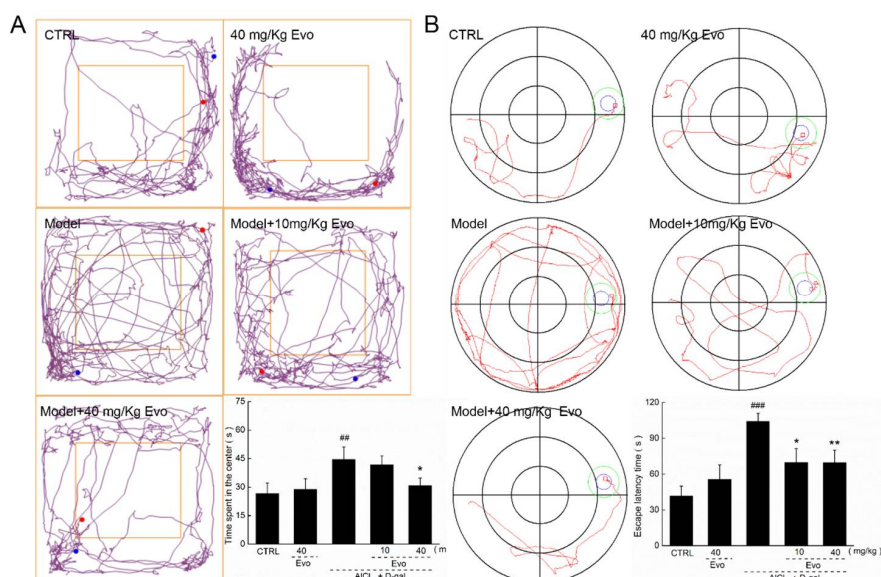 A
B
CTRL
40 mg/Kg Evo
CTRL
40 mg/Kg Evo
Model
Model+10mg/Kg Evo
Model
Model+10mg/Kg Evo
Model+40 mg/Kg Evo
Time spent in the center ( s )
75
60
45
30
15
0
##
*
CTRL
40
10
40
( m
Evo
Evo
Model+40 mg/Kg Evo
Escape latency time ( s )
120
90
60
30
0
###
*
**
CTRL
40
10
40
( mg/kg )
Evo
Evo